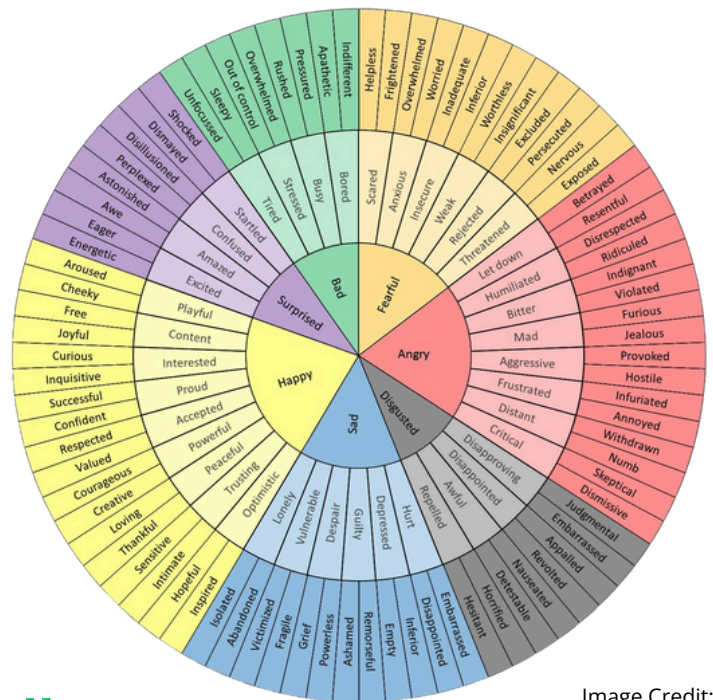 Bad
Fearful
Angry
Disgusted
Sad
Happy
Surprised
Tired
Stressed
Busy
Bored
Scared
Anxious
Insecure
Weak
Rejected
Threatened
Let down
Humiliated
Bitter
Mad
Aggressive
Frustrated
Distant
Critical
Disapproving
Disappointed
Awful
Repelled
Hurt
Depressed
Guilty
Despair
Vulnerable
Lonely
Optimistic
Trusting
Peaceful
Powerful
Accepted
Proud
Interested
Content
Playful
Excited
Amazed
Confused
Startled
Unfocussed
Sleepy
Out of control
Overwhelmed
Rushed
Pressured
Apathetic
Indifferent
Helpless
Frightened
Overwhelmed
Worried
Inadequate
Inferior
Worthless
Insignificant
Excluded
Persecuted
Nervous
Exposed
Betrayed
Resentful
Disrespected
Ridiculed
Indignant
Violated
Furious
Jealous
Provoked
Hostile
Infuriated
Annoyed
Withdrawn
Numb
Skeptical
Dismissive
Judgmental
Embarrassed
Appalled
Revolted
Nauseated
Detestable
Horrified
Hesitant
Embarrassed
Disappointed
Inferior
Empty
Remorseful
Ashamed
Powerless
Grief
Fragile
Victimized
Abandoned
Isolated
Inspired
Hopeful
Intimate
Sensitive
Thankful
Loving
Creative
Courageous
Valued
Respected
Confident
Successful
Inquisitive
Curious
Joyful
Free
Cheeky
Aroused
Energetic
Eager
Awe
Astonished
Perplexed
Disillusioned
Dismayed
Shocked
Image Credit: